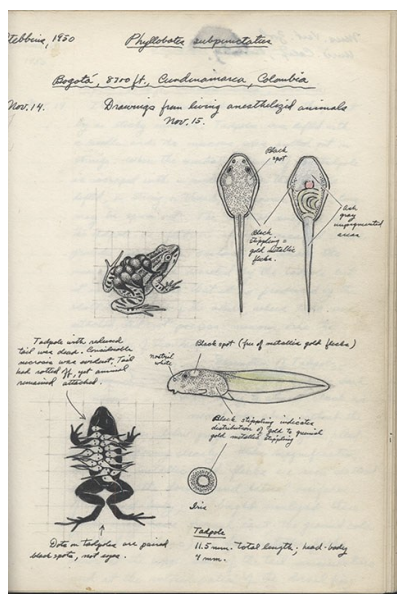 Stebbins, 1950
Phyllobates subpunctatus
Bogotá, 8700 ft, Cundinamarca, Colombia
Nov. 14.
Drawings from living anesthetized animals
Nov. 15.
Black
spot
Black
stippling =
gold metallic
flecks.
Ash
gray
unpigmented
areas
Tadpole with reduced
tail was dead. Considerable
necrosis was evident. Tail
had rotted off, yet animal
remained attached.
Black spot (free of metallic gold flecks)
nostril
white
Black stippling indicates
distribution of gold to
gold metallic stippling
Iris
Dots on tadpoles are paired
black spots, not eyes.
Tadpole
11.5 mm. total length; head-body
4 mm.